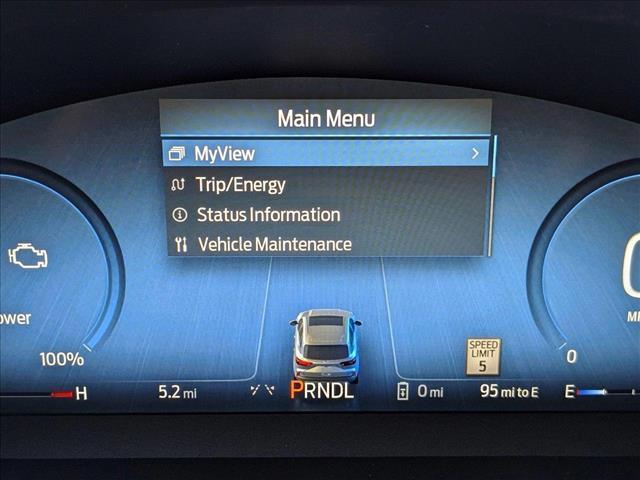 Main Menu
MyView
Trip/Energy
Status Information
Vehicle Maintenance
ower
100%
SPEED
LIMIT
5
0
H
5.2 mi
PRNDL
0 mi
95 mi to E
E